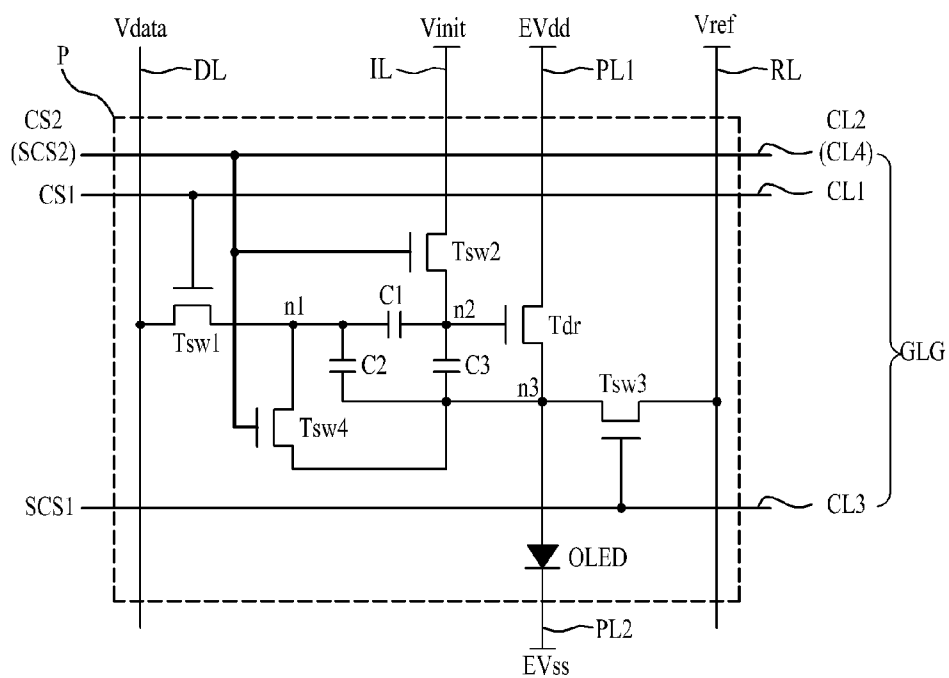 Vdata Vinit EVdd Vref
P DL IL PL1 RL
CS2 CL2
(SCS2) (CL4)
CS1 CL1
Tsw2
n1 C1 n2
Tsw1 Tdr
GLG
C2 C3 Tsw3
n3
Tsw4
SCS1 CL3
OLED
PL2
EVss